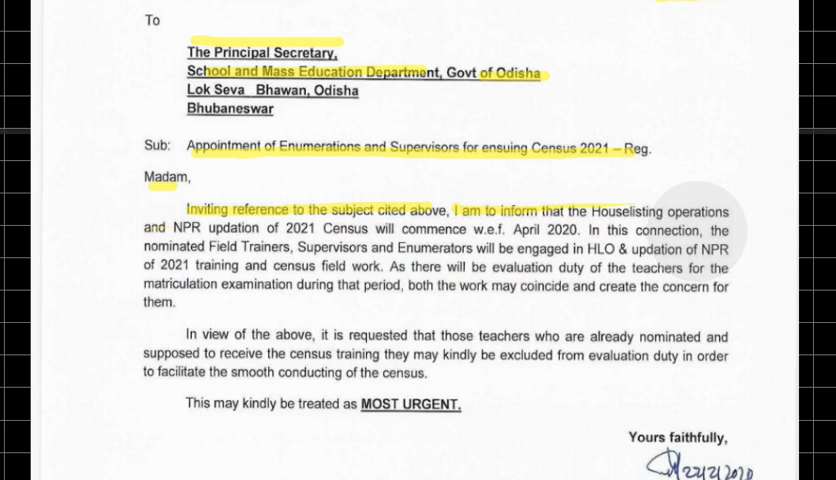 To
The Principal Secretary,
School and Mass Education Department, Govt of Odisha
Lok Seva Bhawan, Odisha
Bhubaneswar
Sub: Appointment of Enumerations and Supervisors for ensuing Census 2021 – Reg.
Madam,
Inviting reference to the subject cited above, I am to inform that the Houselisting operations
and NPR updation of 2021 Census will commence w.e.f. April 2020. In this connection, the
nominated Field Trainers, Supervisors and Enumerators will be engaged in HLO & updation of NPR
of 2021 training and census field work. As there will be evaluation duty of the teachers for the
matriculation examination during that period, both the work may coincide and create the concern for
them.
In view of the above, it is requested that those teachers who are already nominated and
supposed to receive the census training they may kindly be excluded from evaluation duty in order
to facilitate the smooth conducting of the census.
This may kindly be treated as MOST URGENT.
Yours faithfully,
22/2/2020